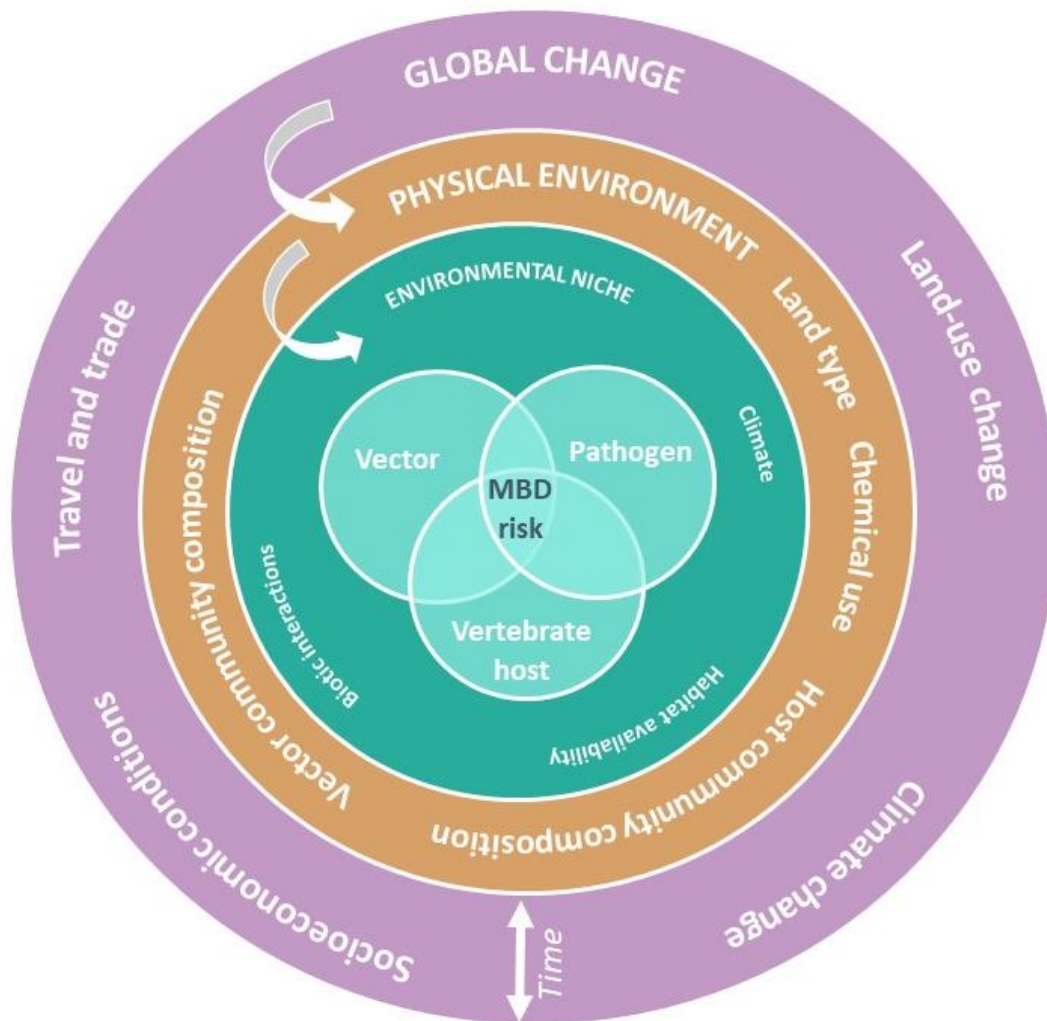 GLOBAL CHANGE
Land-use change
Climate change
Socioeconomic conditions
Travel and trade
PHYSICAL ENVIRONMENT
Land type
Chemical use
Host community composition
Vector community composition
ENVIRONMENTAL NICHE
Climate
Habitat availability
Biotic interactions
Vector
Pathogen
MBD
risk
Vertebrate
host
Time